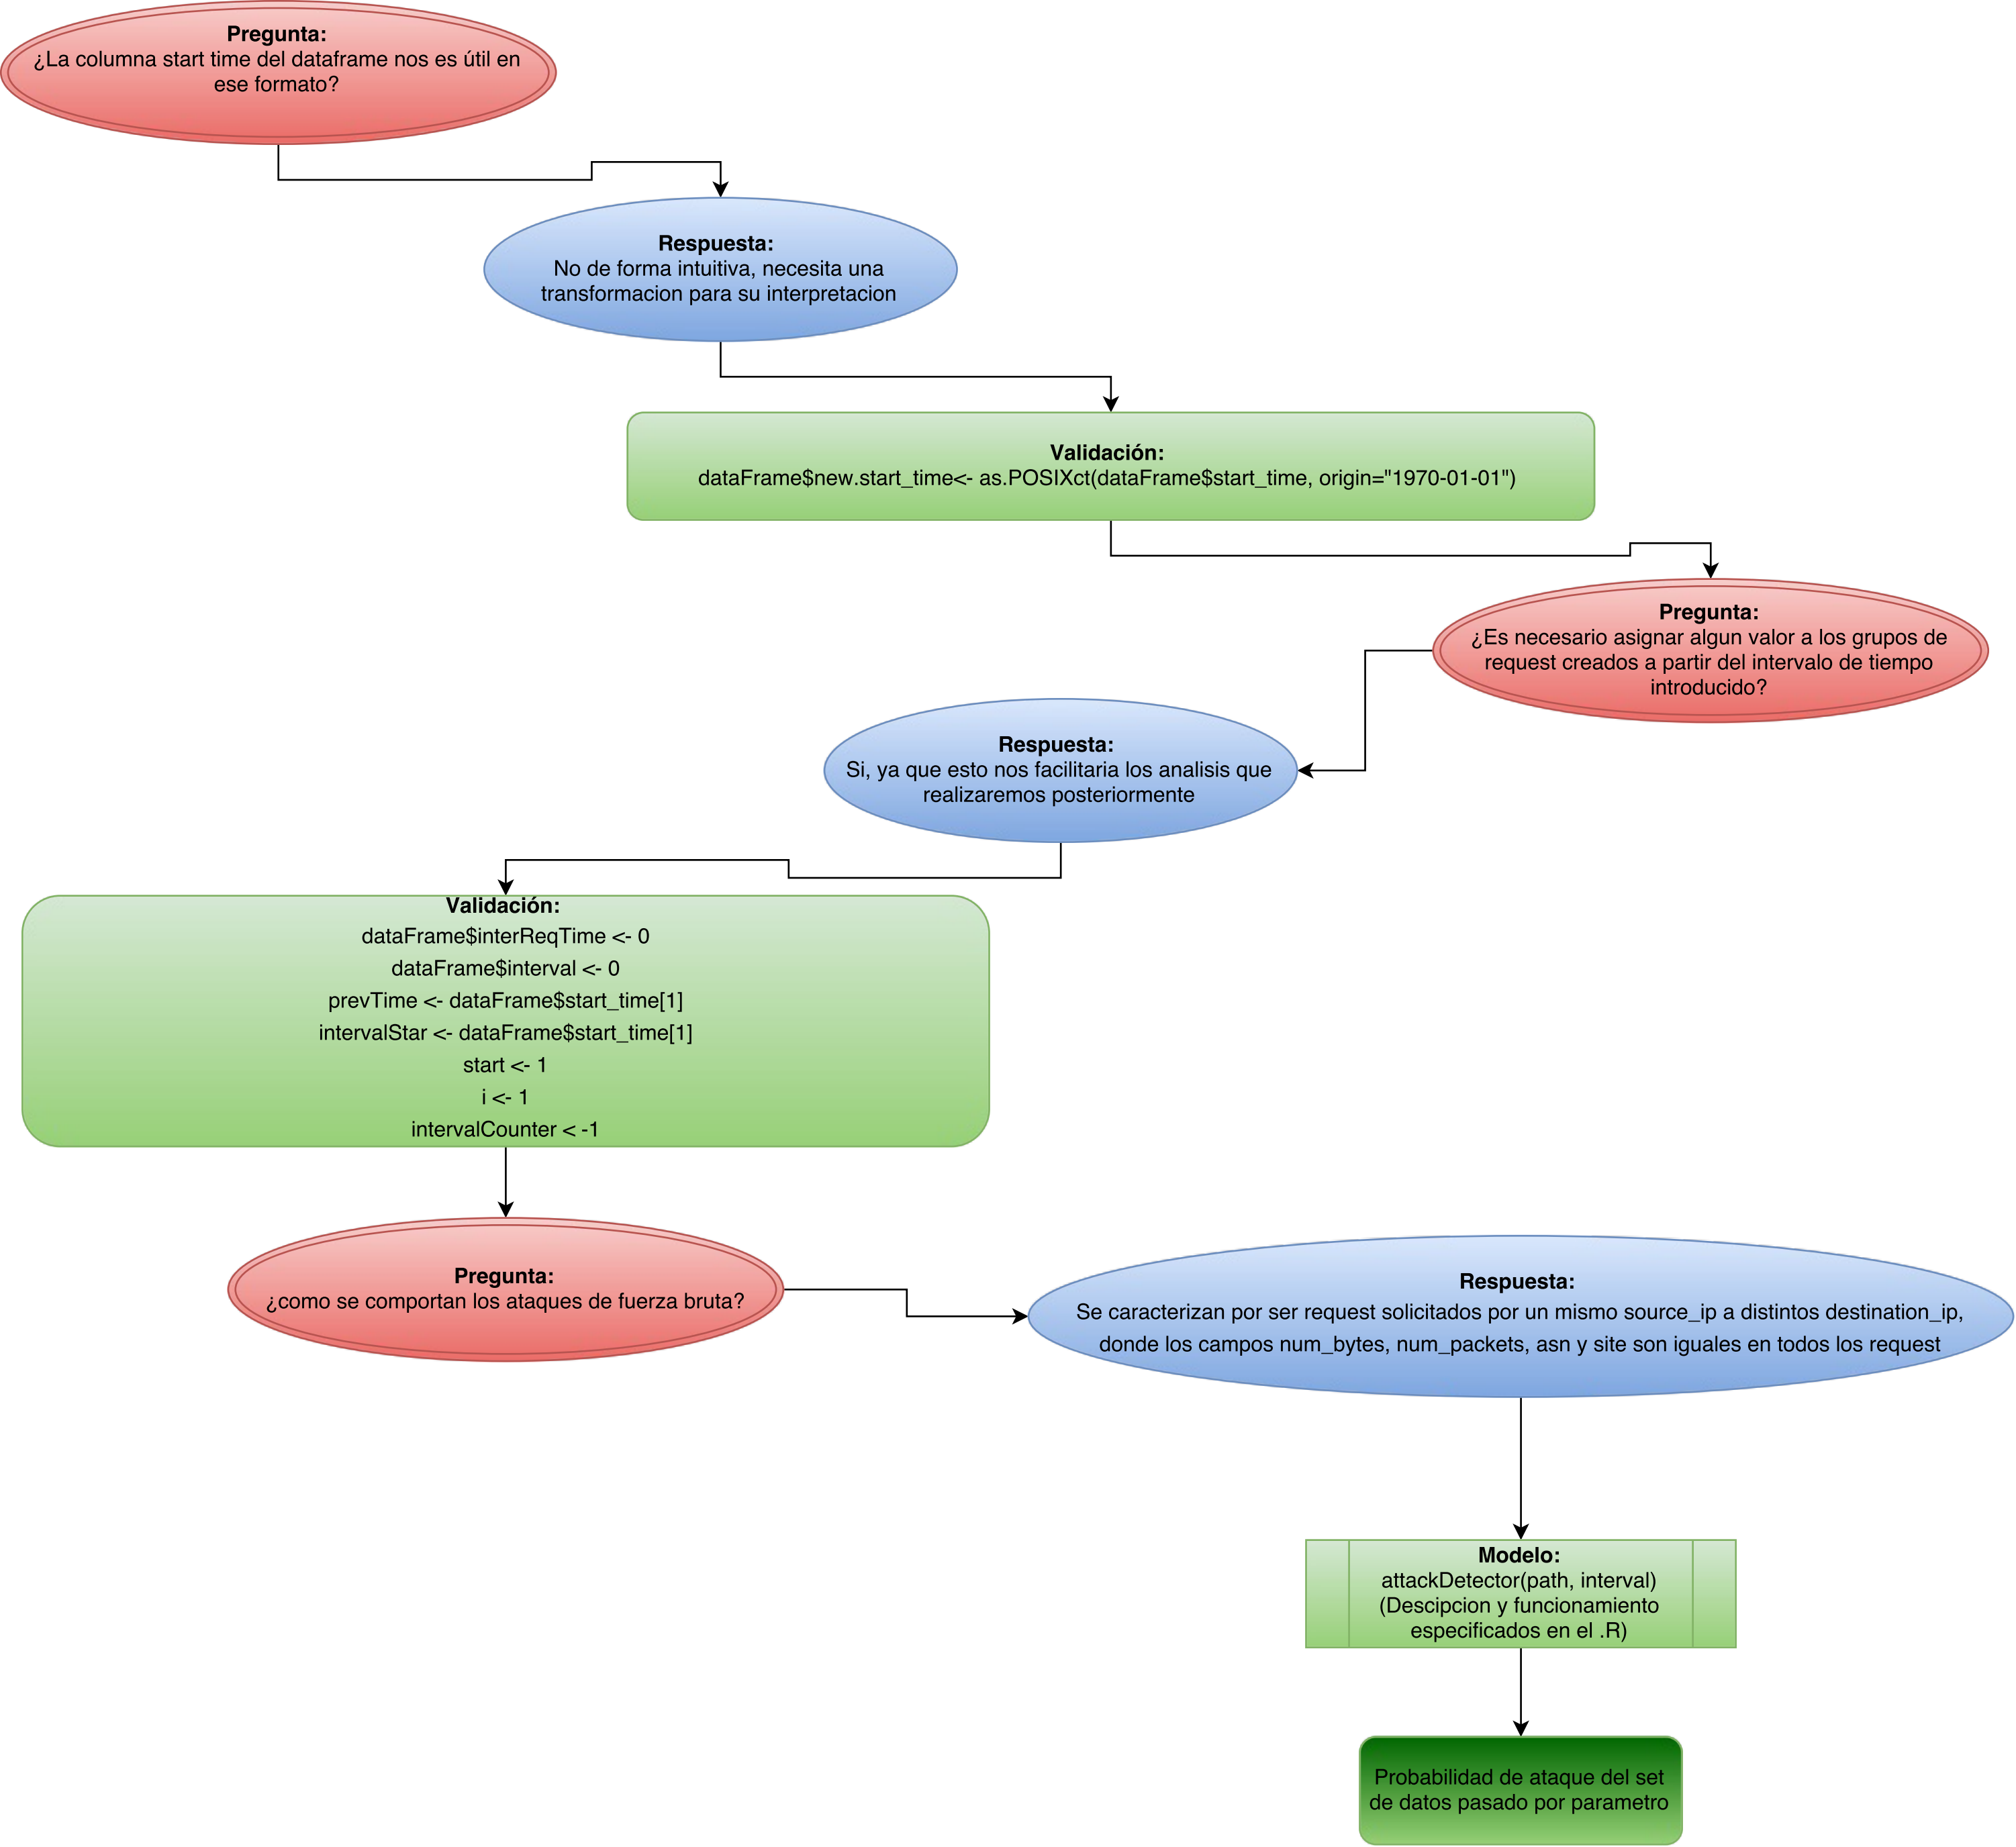 Pregunta:
¿La columna start time del dataframe nos es útil en
ese formato?
Respuesta:
No de forma intuitiva, necesita una
transformacion para su interpretacion
Validación:
dataFrame$new.start_time<- as.POSIXct(dataFrame$start_time, origin="1970-01-01")
Pregunta:
¿Es necesario asignar algun valor a los grupos de
request creados a partir del intervalo de tiempo
introducido?
Respuesta:
Si, ya que esto nos facilitaria los analisis que
realizaremos posteriormente
Validación:
dataFrame$interReqTime <- 0
dataFrame$interval <- 0
prevTime <- dataFrame$start_time[1]
intervalStar <- dataFrame$start_time[1]
start <- 1
i <- 1
intervalCounter < -1
Pregunta:
¿como se comportan los ataques de fuerza bruta?
Respuesta:
Se caracterizan por ser request solicitados por un mismo source_ip a distintos destination_ip,
donde los campos num_bytes, num_packets, asn y site son iguales en todos los request
Modelo:
attackDetector(path, interval)
(Descipcion y funcionamiento
especificados en el .R)
Probabilidad de ataque del set
de datos pasado por parametro